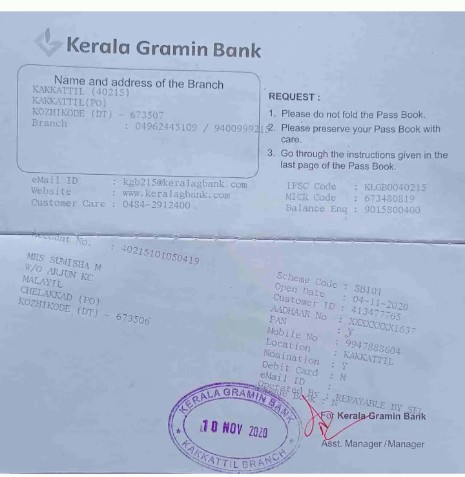 Kerala Gramin Bank
Name and address of the Branch
KAKKATTIL (40215)
KAKKATTIL(PO)
KOZHIKODE (DT) - 673507
Branch : 04962445109 / 9400999215
REQUEST :
1. Please do not fold the Pass Book.
2. Please preserve your Pass Book with care.
3. Go through the instructions given in the last page of the Pass Book.
eMail ID : kgb215@keralagbank.com
Website : www.keralagbank.com
Customer Care : 0484-2912400
IFSC Code : KLGB0040215
MICR Code : 673480819
Balance Enq : 9015800400
Account No. : 40215101050419
MRS SUMISHA M
W/O ARJUN KC
MALAYIL
CHELAKKAD (PO)
KOZHIKODE (DT) - 673506
Scheme Code : SB101
Open Date : 04-11-2020
Customer ID : 413477765
AADHAAR No : XXXXXXXX1637
PAN : Y
Mobile No : 9947888604
Location : KAKKATTIL
Nomination : Y
Debit Card : N
eMail ID :
Operated By : REPAYABLE BY SEL
: N
For Kerala Gramin Bank
Asst. Manager / Manager
KERALA GRAMIN BANK
10 NOV 2020
KAKKATTIL BRANCH